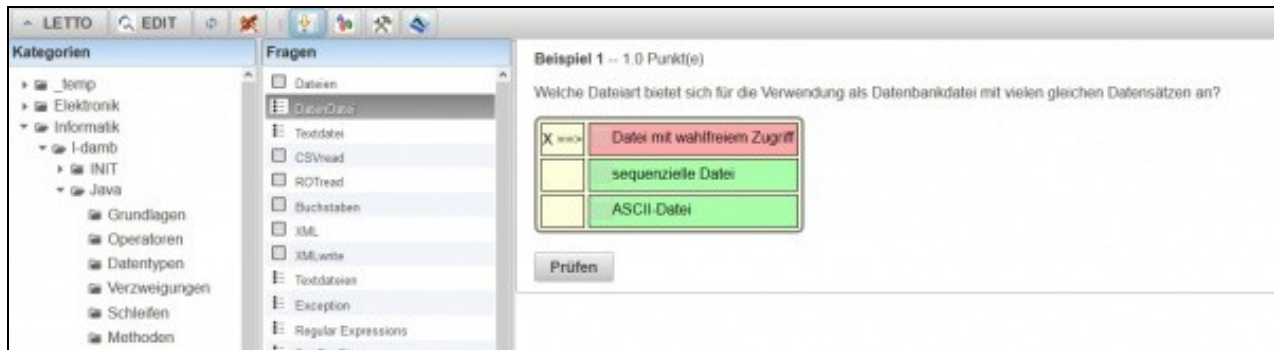 LETTO EDIT
Kategorien
_temp
Elektronik
Informatik
I-damb
INIT
Java
Grundlagen
Operatoren
Datentypen
Verzweigungen
Schleifen
Methoden
Fragen
Dateien
DatenDatei
Textdatei
CSVread
ROTread
Buchstaben
XML
XMLwrite
Textdateien
Exception
Regular Expressions
Beispiel 1 -- 1.0 Punkt(e)
Welche Dateiart bietet sich für die Verwendung als Datenbankdatei mit vielen gleichen Datensätzen an?
X ==> Datei mit wahlfreiem Zugriff
sequenzielle Datei
ASCII-Datei
Prüfen